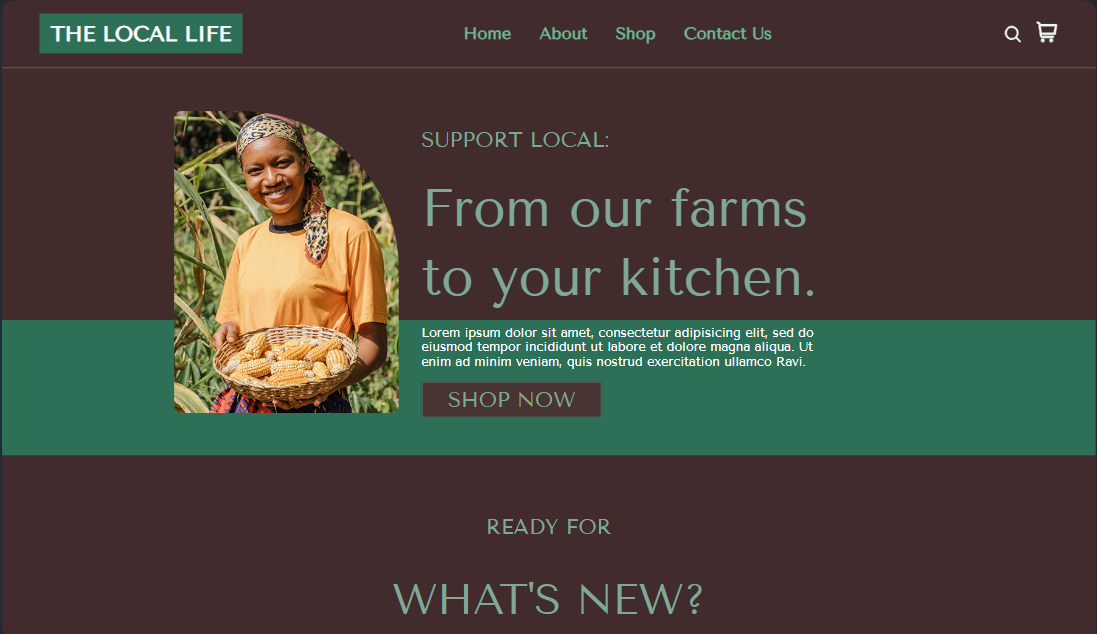 THE LOCAL LIFE
Home About Shop Contact Us
SUPPORT LOCAL:
From our farms
to your kitchen.
Lorem ipsum dolor sit amet, consectetur adipisicing elit, sed do
eiusmod tempor incididunt ut labore et dolore magna aliqua. Ut
enim ad minim veniam, quis nostrud exercitation ullamco Ravi.
SHOP NOW
READY FOR
WHAT'S NEW?